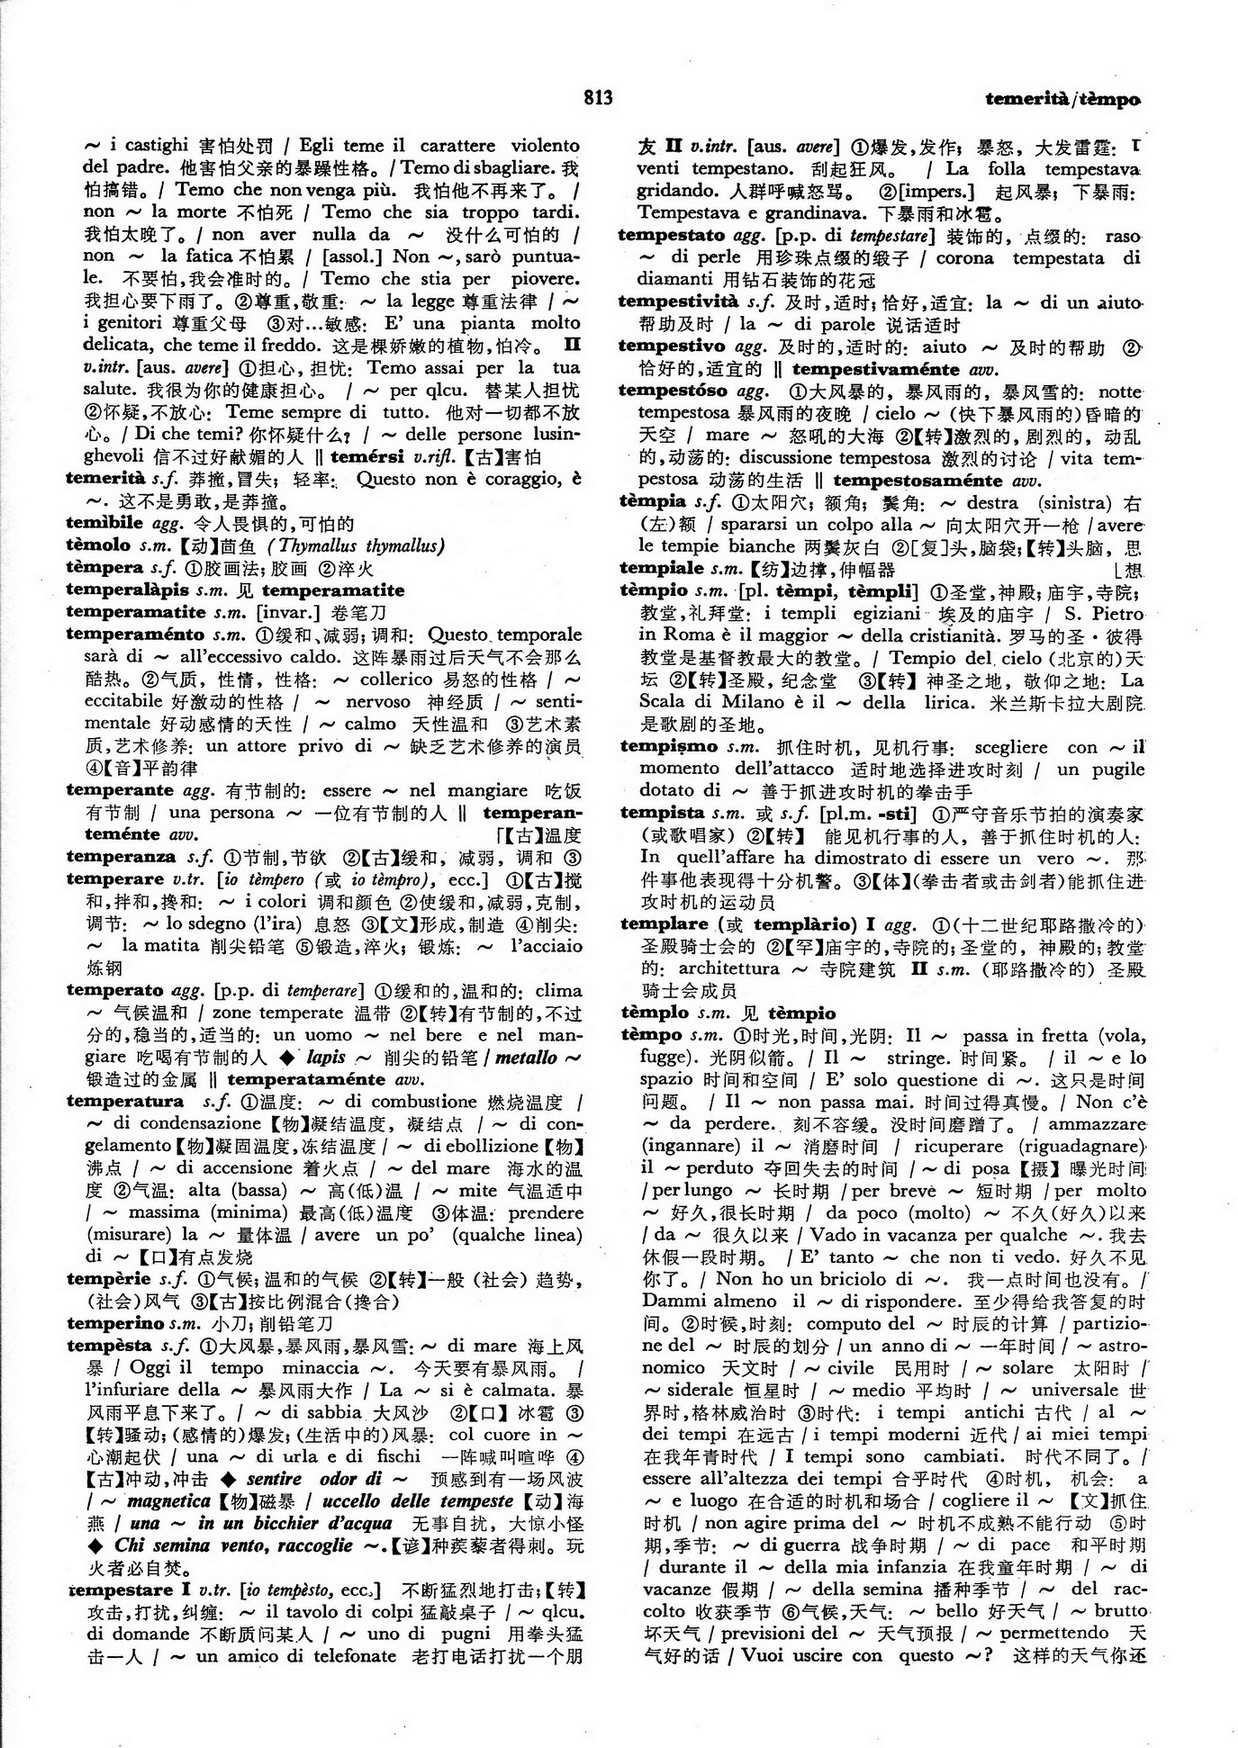 813
temerità/tèmpo
～ i castighi 害怕处罚 / Egli teme il carattere violento
del padre. 他害怕父亲的暴躁性格。/ Temo di sbagliare. 我
怕搞错。/ Temo che non venga più. 我怕他不再来了。 /
non ～ la morte 不怕死 / Temo che sia troppo tardi.
我怕太晚了。/ non aver nulla da ～ 没什么可怕的 /
non ～ la fatica 不怕累 / [assol.] Non ～, sarò puntua-
le. 不要怕,我会准时的。/ Temo che stia per piovere.
我担心要下雨了。②尊重,敬重: ～ la legge 尊重法律 / ～
i genitori 尊重父母 ③对…敏感: E' una pianta molto
delicata, che teme il freddo. 这是棵娇嫩的植物,怕冷。 II
v.intr. [aus. avere] ①担心, 担忧: Temo assai per la tua
salute. 我很为你的健康担心。 / ～ per qlcu. 替某人担忧
②怀疑,不放心: Teme sempre di tutto. 他对一切都不放
心。/ Di che temi? 你怀疑什么? / ～ delle persone lusin-
ghevoli 信不过好献媚的人 ‖ temérsi v.rifl.【古】害怕
temerità s.f. 莽撞,冒失; 轻率: Questo non è coraggio, è
～. 这不是勇敢,是莽撞。
temìbile agg. 令人畏惧的,可怕的
tèmolo s.m.【动】茴鱼 (Thymallus thymallus)
tèmpera s.f. ①胶画法; 胶画 ②淬火
temperalàpis s.m. 见 temperamatite
temperamatite s.m. [invar.] 卷笔刀
temperaménto s.m. ①缓和、减弱; 调和: Questo temporale
sarà di ～ all'eccessivo caldo. 这阵暴雨过后天气不会那么
酷热。②气质, 性情, 性格: ～ collerico 易怒的性格 / ～
eccitabile 好激动的性格 / ～ nervoso 神经质 / ～ senti-
mentale 好动感情的天性 / ～ calmo 天性温和 ③艺术素
质,艺术修养: un attore privo di ～ 缺乏艺术修养的演员
④【音】平韵律
temperante agg. 有节制的: essere ～ nel mangiare 吃饭
有节制 / una persona ～ 一位有节制的人 ‖ temperan-
teménte avv. 「【古】温度
temperanza s.f. ①节制,节欲 ②【古】缓和, 减弱, 调和 ③
temperare v.tr. [io tèmpero (或 io tèmpro), ecc.] ①【古】搅
和,拌和,搀和: ～ i colori 调和颜色 ②使缓和,减弱,克制,
调节: ～ lo sdegno (l'ira) 息怒 ③【文】形成,制造 ④削尖:
～ la matita 削尖铅笔 ⑤锻造,淬火; 锻炼: ～ l'acciaio
炼钢
temperato agg. [p.p. di temperare] ①缓和的,温和的: clima
～ 气候温和 / zone temperate 温带 ②【转】有节制的,不过
分的,稳当的,适当的: un uomo ～ nel bere e nel man-
giare 吃喝有节制的人 ◆ lapis ～ 削尖的铅笔 / metallo ～
锻造过的金属 ‖ temperataménte avv.
temperatura s.f. ①温度: ～ di combustione 燃烧温度 /
～ di condensazione【物】凝结温度, 凝结点 / ～ di con-
gelamento【物】凝固温度,冻结温度 / ～ di ebollizione【物】
沸点 / ～ di accensione 着火点 / ～ del mare 海水的温
度 ②气温: alta (bassa) ～ 高(低)温 / ～ mite 气温适中
/ ～ massima (minima) 最高(低)温度 ③体温: prendere
(misurare) la ～ 量体温 / avere un po' (qualche linea)
di ～【口】有点发烧
tempèrie s.f. ①气候; 温和的气候 ②【转】一般 (社会) 趋势,
(社会)风气 ③【古】按比例混合(搀合)
temperino s.m. 小刀; 削铅笔刀
tempèsta s.f. ①大风暴,暴风雨,暴风雪: ～ di mare 海上风
暴 / Oggi il tempo minaccia ～. 今天要有暴风雨。 /
l'infuriare della ～ 暴风雨大作 / La ～ si è calmata. 暴
风雨平息下来了。/ ～ di sabbia 大风沙 ②【口】冰雹 ③
【转】骚动; (感情的)爆发; (生活中的)风暴: col cuore in ～
心潮起伏 / una ～ di urla e di fischi 一阵喊叫喧哗 ④
【古】冲动,冲击 ◆ sentire odor di ～ 预感到有一场风波
/ ～ magnetica【物】磁暴 / uccello delle tempeste【动】海
燕 / una ～ in un bicchier d'acqua 无事自扰, 大惊小怪
◆ Chi semina vento, raccoglie ～.【谚】种蒺藜者得刺。玩
火者必自焚。
tempestare I v.tr. [io tempèsto, ecc.] 不断猛烈地打击;【转】
攻击,打扰,纠缠: ～ il tavolo di colpi 猛敲桌子 / ～ qlcu.
di domande 不断质问某人 / ～ uno di pugni 用拳头猛
击一人 / ～ un amico di telefonate 老打电话打扰一个朋
友 II v.intr. [aus. avere] ①爆发,发作; 暴怒, 大发雷霆: I
venti tempestano. 刮起狂风。 / La folla tempestava
gridando. 人群呼喊怒骂。 ②[impers.] 起风暴; 下暴雨:
Tempestava e grandinava. 下暴雨和冰雹。
tempestato agg. [p.p. di tempestare] 装饰的, 点缀的: raso
～ di perle 用珍珠点缀的缎子 / corona tempestata di
diamanti 用钻石装饰的花冠
tempestività s.f. 及时,适时; 恰好,适宜: la ～ di un aiuto
帮助及时 / la ～ di parole 说话适时
tempestivo agg. 及时的,适时的: aiuto ～ 及时的帮助 ②
恰好的,适宜的 ‖ tempestivaménte avv.
tempestóso agg. ①大风暴的, 暴风雨的, 暴风雪的: notte
tempestosa 暴风雨的夜晚 / cielo ～ (快下暴风雨的)昏暗的
天空 / mare ～ 怒吼的大海 ②【转】激烈的, 剧烈的, 动乱
的,动荡的: discussione tempestosa 激烈的讨论 / vita tem-
pestosa 动荡的生活 ‖ tempestosaménte avv.
tèmpia s.f. ①太阳穴; 额角; 鬓角: ～ destra (sinistra) 右
(左)额 / spararsi un colpo alla ～ 向太阳穴开一枪 / avere
le tempie bianche 两鬓灰白 ②[复]头,脑袋;【转】头脑, 思
tempiale s.m.【纺】边撑,伸幅器 ⌊想
tèmpio s.m. [pl. tèmpi, tèmpli] ①圣堂,神殿; 庙宇,寺院;
教堂,礼拜堂: i templi egiziani 埃及的庙宇 / S. Pietro
in Roma è il maggior ～ della cristianità. 罗马的圣·彼得
教堂是基督教最大的教堂。/ Tempio del cielo (北京的)天
坛 ②【转】圣殿, 纪念堂 ③【转】神圣之地, 敬仰之地: La
Scala di Milano è il ～ della lirica. 米兰斯卡拉大剧院
是歌剧的圣地。
tempismo s.m. 抓住时机, 见机行事: scegliere con ～ il
momento dell'attacco 适时地选择进攻时刻 / un pugile
dotato di ～ 善于抓进攻时机的拳击手
tempista s.m. 或 s.f. [pl.m. -sti] ①严守音乐节拍的演奏家
(或歌唱家) ②【转】 能见机行事的人, 善于抓住时机的人:
In quell'affare ha dimostrato di essere un vero ～. 那
件事他表现得十分机警。③【体】(拳击者或击剑者)能抓住进
攻时机的运动员
templare (或 templàrio) I agg. ①(十二世纪耶路撒冷的)
圣殿骑士会的 ②【罕】庙宇的,寺院的; 圣堂的, 神殿的; 教堂
的: architettura ～ 寺院建筑 II s.m. (耶路撒冷的) 圣殿
骑士会成员
tèmplo s.m. 见 tèmpio
tèmpo s.m. ①时光,时间,光阴: Il ～ passa in fretta (vola,
fugge). 光阴似箭。/ Il ～ stringe. 时间紧。 / il ～ e lo
spazio 时间和空间 / E' solo questione di ～. 这只是时间
问题。 / Il ～ non passa mai. 时间过得真慢。/ Non c'è
～ da perdere. 刻不容缓。没时间磨蹭了。/ ammazzare
(ingannare) il ～ 消磨时间 / ricuperare (riguadagnare)
il ～ perduto 夺回失去的时间 / ～ di posa【摄】曝光时间
/ per lungo ～ 长时期 / per breve ～ 短时期 / per molto
～ 好久,很长时期 / da poco (molto) ～ 不久(好久)以来
/ da ～ 很久以来 / Vado in vacanza per qualche ～. 我去
休假一段时期。 / E' tanto ～ che non ti vedo. 好久不见
你了。/ Non ho un briciolo di ～. 我一点时间也没有。/
Dammi almeno il ～ di rispondere. 至少得给我答复的时
间。②时候,时刻: computo del ～ 时辰的计算 / partizio-
ne del ～ 时辰的划分 / un anno di ～ 一年时间 / ～ astro-
nomico 天文时 / ～ civile 民用时 / ～ solare 太阳时 /
～ siderale 恒星时 / ～ medio 平均时 / ～ universale 世
界时,格林威治时 ③时代: i tempi antichi 古代 / al ～
dei tempi 在远古 / i tempi moderni 近代 / ai miei tempi
在我年青时代 / I tempi sono cambiati. 时代不同了。/
essere all'altezza dei tempi 合乎时代 ④时机, 机会: a
～ e luogo 在合适的时机和场合 / cogliere il ～ 【文】抓住
时机 / non agire prima del ～ 时机不成熟不能行动 ⑤时
期,季节: ～ di guerra 战争时期 / ～ di pace 和平时期
/ durante il ～ della mia infanzia 在我童年时期 / ～ di
vacanze 假期 / ～ della semina 播种季节 / ～ del rac-
colto 收获季节 ⑥气候,天气: ～ bello 好天气 / ～ brutto
坏天气 / previsioni del ～ 天气预报 / ～ permettendo 天
气好的话 / Vuoi uscire con questo ～? 这样的天气你还